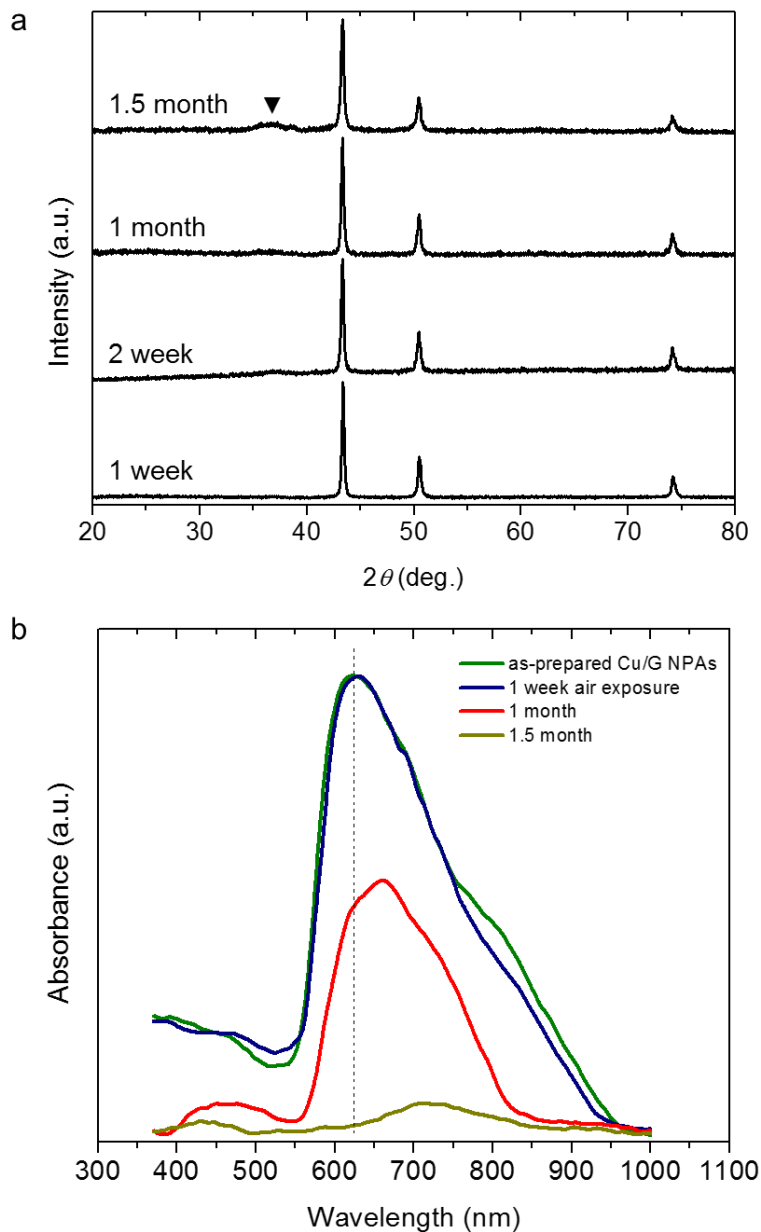 a
1.5 month
▼
1 month
2 week
1 week
Intensity (a.u.)
20 30 40 50 60 70 80
2θ (deg.)
b
as-prepared Cu/G NPAs
1 week air exposure
1 month
1.5 month
Absorbance (a.u.)
300 400 500 600 700 800 900 1000 1100
Wavelength (nm)